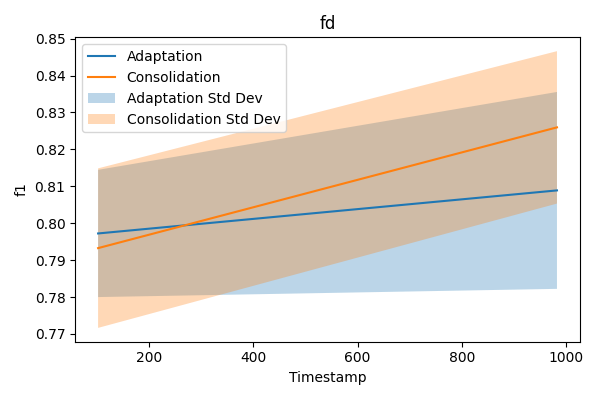 fd
0.85
0.84
0.83
0.82
0.81
0.80
0.79
0.78
0.77
f1
Adaptation
Consolidation
Adaptation Std Dev
Consolidation Std Dev
200
400
600
800
1000
Timestamp